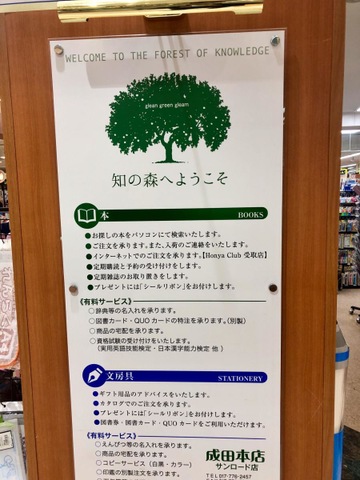 WELCOME TO THE FOREST OF KNOWLEDGE
glean green gleam
知の森へようこそ
本 BOOKS
●お探しの本をパソコンにて検索いたします。
●ご注文を承ります。また、入荷のご連絡をいたします。
●インターネットでのご注文を承ります。【Honya Club 受取店】
●定期購読と予約の受け付けをします。
●定期雑誌のお取り置きをします。
●プレゼントには「シールリボン」をお付けします。
《有料サービス》
○辞典等の名入れを承ります。
○図書カード・QUOカードの特注を承ります。(別製)
○商品の宅配を承ります。
○資格試験の受け付けをいたします。
(実用英語技能検定・日本漢字能力検定 他 )
文房具 STATIONERY
●ギフト用品のアドバイスをいたします。
●カタログでのご注文を承ります。
●プレゼントには「シールリボン」をお付けします。
●図書券・図書カード・QUOカードをご利用いただけます。
《有料サービス》
○えんぴつ等の名入れを承ります。
○商品の宅配を承ります。
○コピーサービス(白黒・カラー)
○印鑑の別製注文を承ります。
成田本店
サンロード店
TEL 017-776-2457